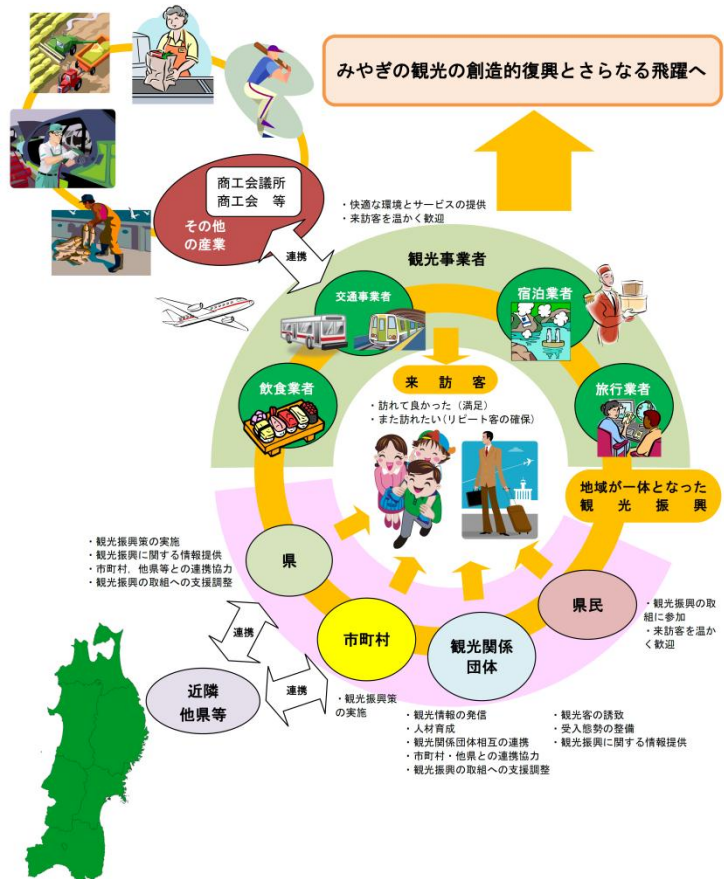 みやぎの観光の創造的復興とさらなる飛躍へ
商工会議所
商工会 等
その他
の産業
連携
・快適な環境とサービスの提供
・来訪客を温かく歓迎
観光事業者
交通事業者
宿泊業者
飲食業者
旅行業者
来訪客
・訪れて良かった（満足）
・また訪れたい(リピート客の確保)
地域が一体となった
観光振興
・観光振興策の実施
・観光振興に関する情報提供
・市町村，他県等との連携協力
・観光振興の取組への支援調整
県
市町村
観光関係
団体
県民
・観光振興の取
組に参加
・来訪客を温か
く歓迎
連携
連携
近隣
他県等
・観光振興策
の実施
・観光情報の発信
・人材育成
・観光関係団体相互の連携
・市町村・他県との連携協力
・観光振興の取組への支援調整
・観光客の誘致
・受入態勢の整備
・観光振興に関する情報提供